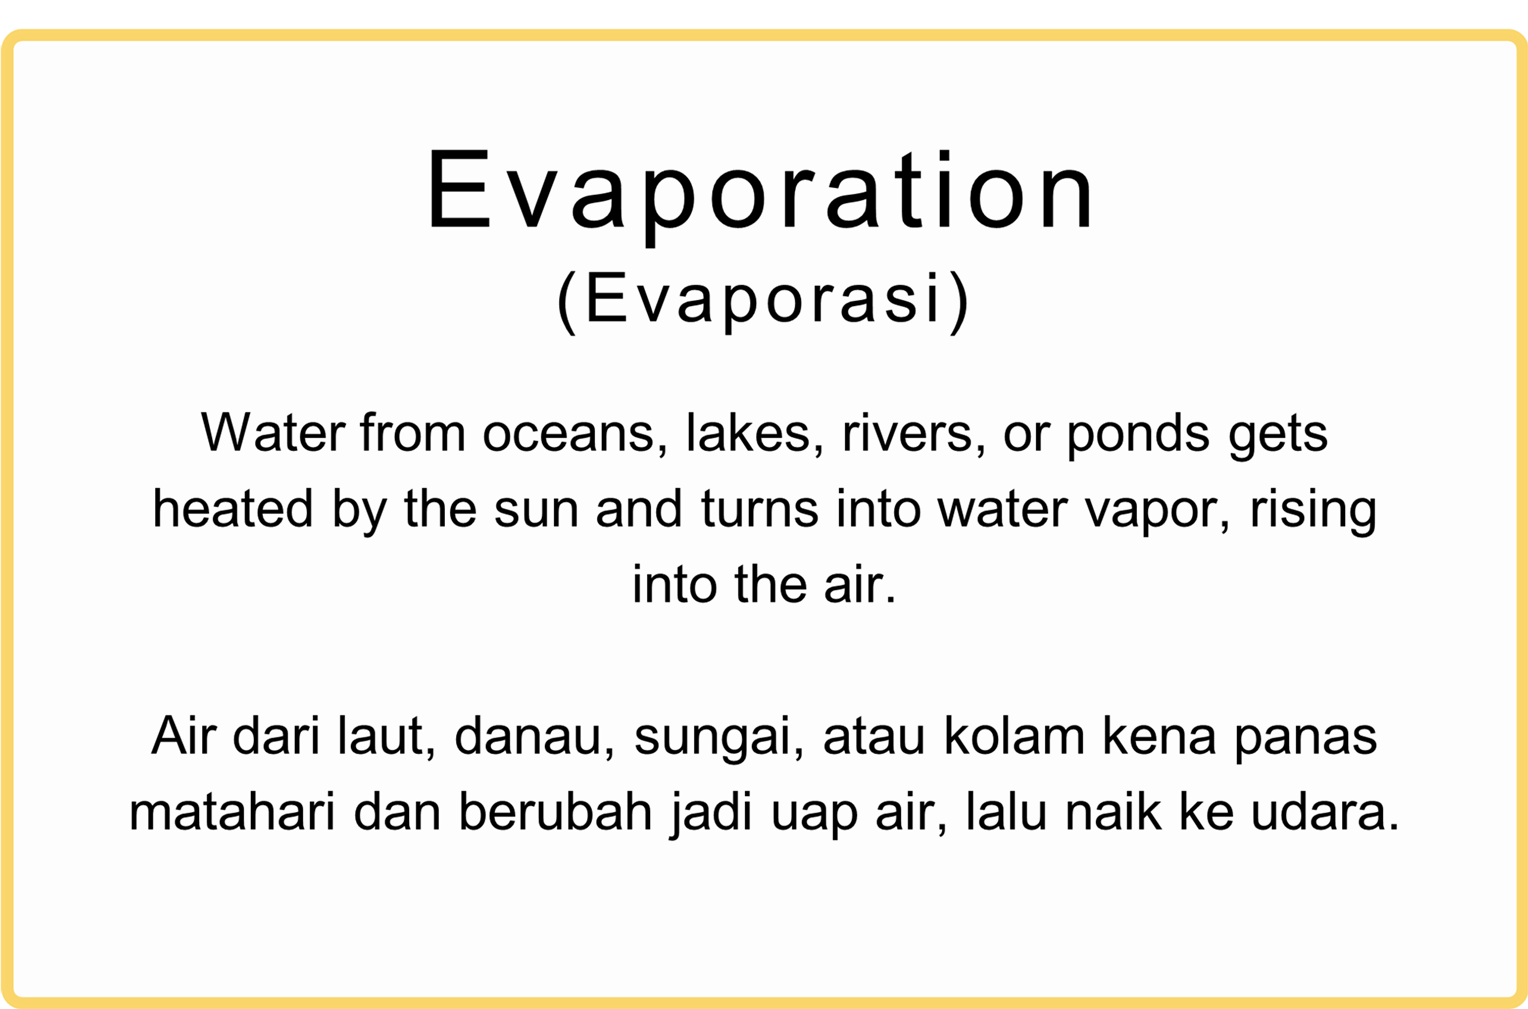 Evaporation
(Evaporasi)
Water from oceans, lakes, rivers, or ponds gets
heated by the sun and turns into water vapor, rising
into the air.
Air dari laut, danau, sungai, atau kolam kena panas
matahari dan berubah jadi uap air, lalu naik ke udara.